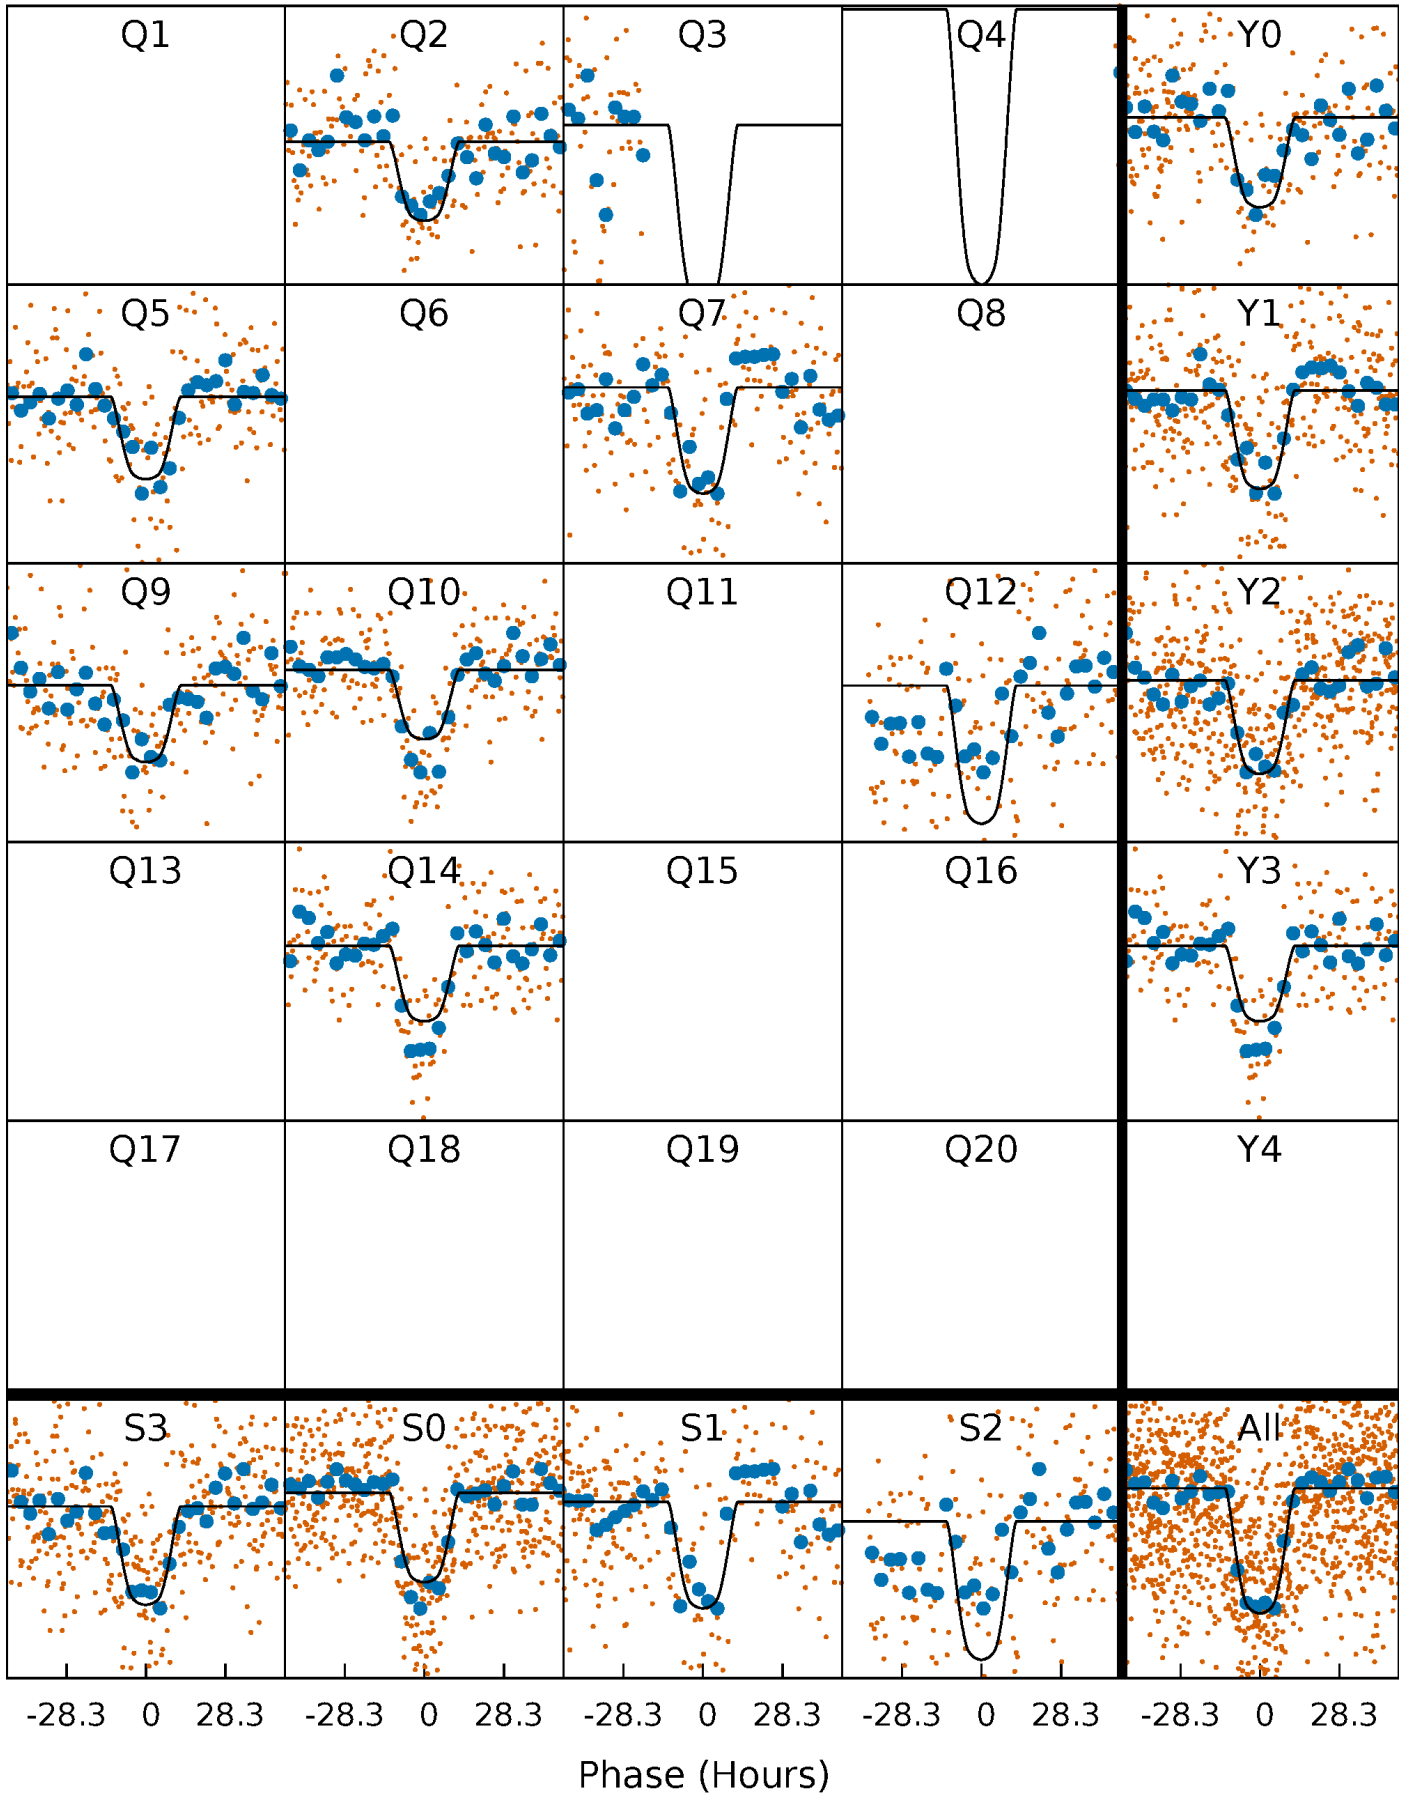 Q1 Q2 Q3 Q4 Y0
Q5 Q6 Q7 Q8 Y1
Q9 Q10 Q11 Q12 Y2
Q13 Q14 Q15 Q16 Y3
Q17 Q18 Q19 Q20 Y4
S3 S0 S1 S2 All
-28.3 0 28.3 -28.3 0 28.3 -28.3 0 28.3 -28.3 0 28.3 -28.3 0 28.3
Phase (Hours)